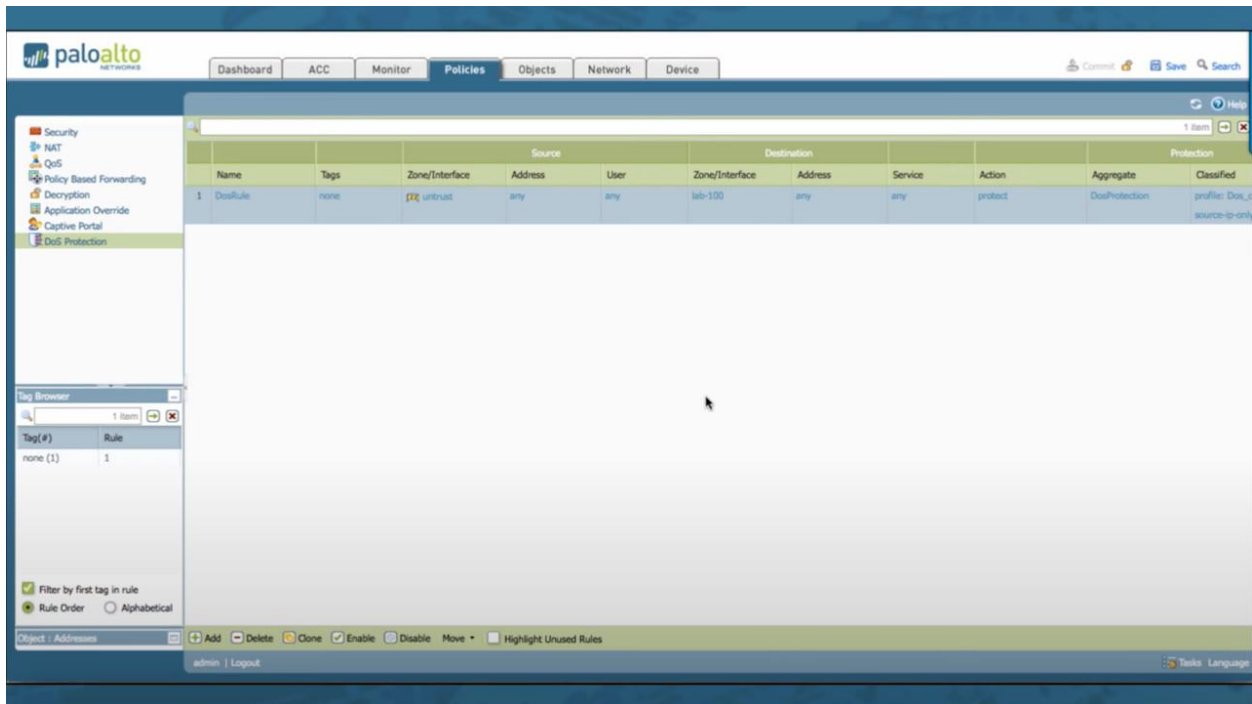 paloalto
NETWORKS
Dashboard ACC Monitor Policies Objects Network Device
Commit Save Search
Help
Security
NAT
QoS
Policy Based Forwarding
Decryption
Application Override
Captive Portal
DoS Protection
1 item
Source Destination Protection
Name Tags Zone/Interface Address User Zone/Interface Address Service Action Aggregate Classified
1 DosRule none untrust any any lab-100 any any protect DosProtection profile: Dos_c
source-ip-only
Tag Browser
1 item
Tag(#) Rule
none (1) 1
Filter by first tag in rule
Rule Order Alphabetical
Object : Addresses
Add Delete Clone Enable Disable Move Highlight Unused Rules
admin | Logout
Tasks Language